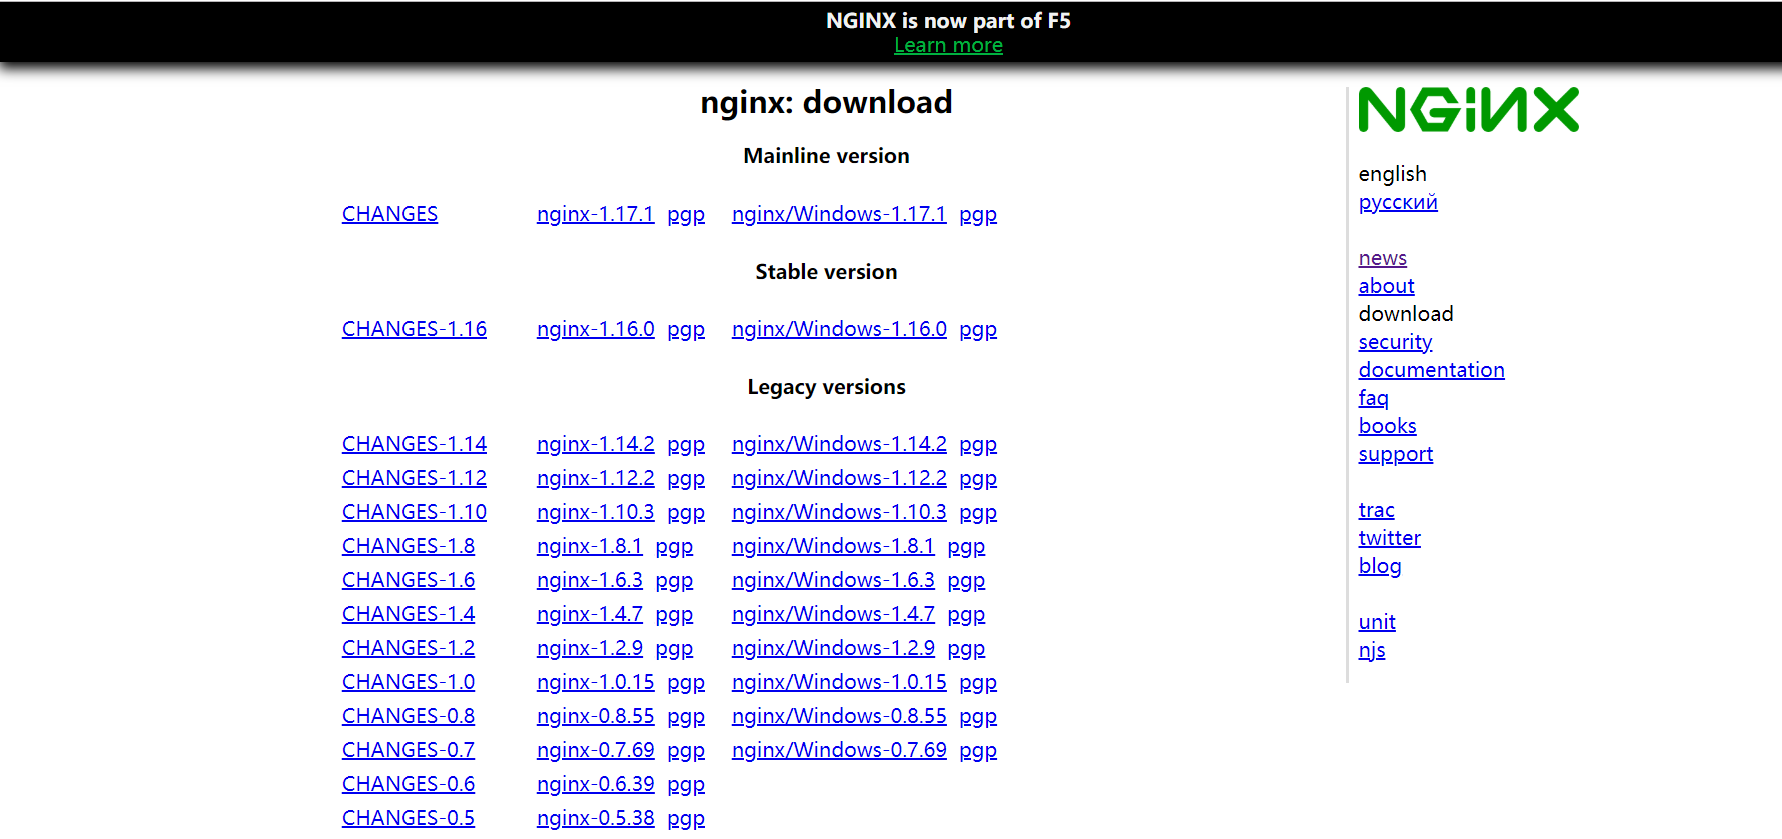 NGINX is now part of F5
Learn more
nginx: download
Mainline version
CHANGES nginx-1.17.1 pgp nginx/Windows-1.17.1 pgp
Stable version
CHANGES-1.16 nginx-1.16.0 pgp nginx/Windows-1.16.0 pgp
Legacy versions
CHANGES-1.14 nginx-1.14.2 pgp nginx/Windows-1.14.2 pgp
CHANGES-1.12 nginx-1.12.2 pgp nginx/Windows-1.12.2 pgp
CHANGES-1.10 nginx-1.10.3 pgp nginx/Windows-1.10.3 pgp
CHANGES-1.8 nginx-1.8.1 pgp nginx/Windows-1.8.1 pgp
CHANGES-1.6 nginx-1.6.3 pgp nginx/Windows-1.6.3 pgp
CHANGES-1.4 nginx-1.4.7 pgp nginx/Windows-1.4.7 pgp
CHANGES-1.2 nginx-1.2.9 pgp nginx/Windows-1.2.9 pgp
CHANGES-1.0 nginx-1.0.15 pgp nginx/Windows-1.0.15 pgp
CHANGES-0.8 nginx-0.8.55 pgp nginx/Windows-0.8.55 pgp
CHANGES-0.7 nginx-0.7.69 pgp nginx/Windows-0.7.69 pgp
CHANGES-0.6 nginx-0.6.39 pgp
CHANGES-0.5 nginx-0.5.38 pgp
NGiNX
english
русский
news
about
download
security
documentation
faq
books
support
trac
twitter
blog
unit
njs